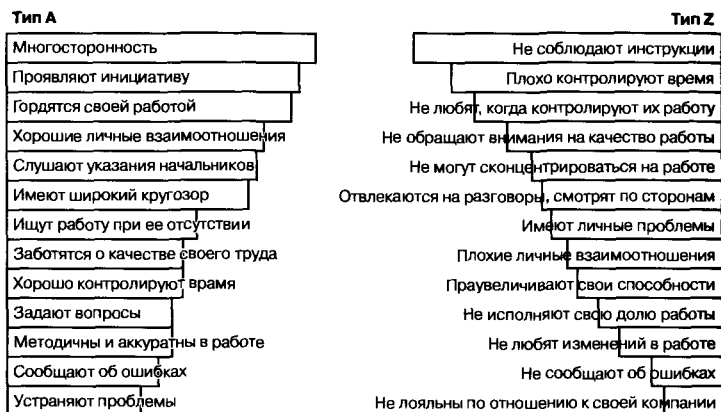 Тип A
Многосторонность
Проявляют инициативу
Гордятся своей работой
Хорошие личные взаимоотношения
Слушают указания начальников
Имеют широкий кругозор
Ищут работу при ее отсутствии
Заботятся о качестве своего труда
Хорошо контролируют врамя
Задают вопросы
Методичны и аккуратны в работе
Сообщают об ошибках
Устраняют проблемы
Тип Z
Не соблюдают инструкции
Плохо контролируют время
Не любят, когда контролируют их работу
Не обращают внимания на качество работы
Не могут сконцентрироваться на работе
Отвлекаются на разговоры, смотрят по сторонам
Имеют личные проблемы
Плохие личные взаимоотношения
Праувеличивают свои способности
Не исполняют свою долю работы
Не любят изменений в работе
Не сообщают об ошибках
Не лояльны по отношению к своей компании